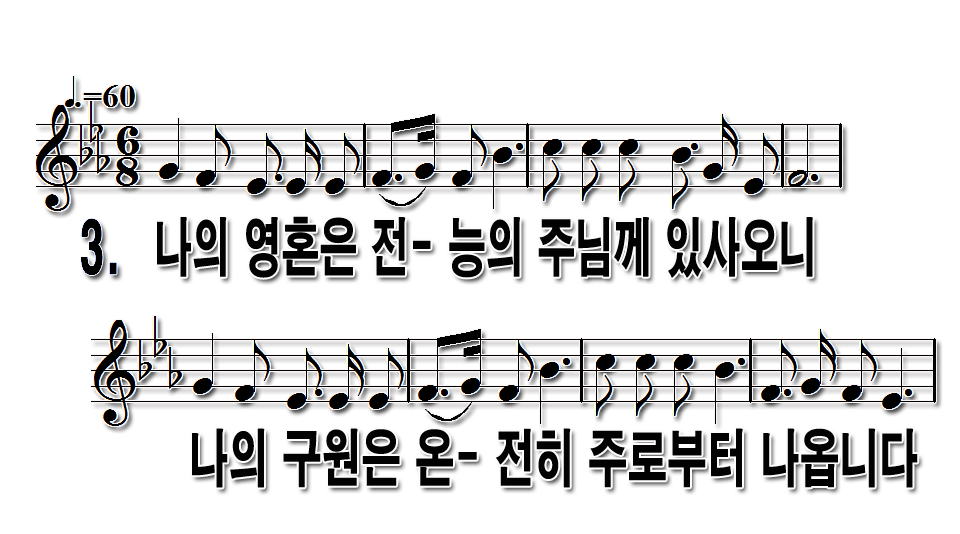 ♩.=60
6
8
3. 나의 영혼은 전- 능의 주님께 있사오니
나의 구원은 온- 전히 주로부터 나옵니다